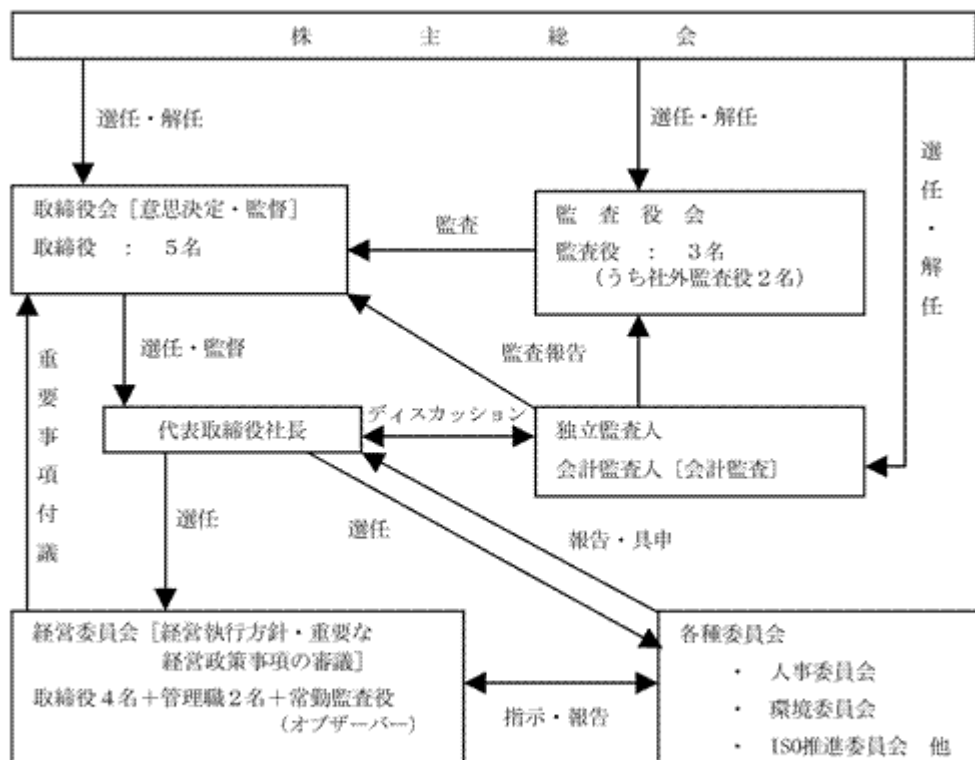 株主総会
選任・解任
選任・解任
選任・解任
取締役会［意思決定・監督］
取締役 ： ５名
監査
監査役会
監査役 ： ３名
（うち社外監査役２名）
重要事項付議
選任・監督
監査報告
代表取締役社長
ディスカッション
独立監査人
会計監査人［会計監査］
選任
選任
報告・具申
経営委員会［経営執行方針・重要な
経営政策事項の審議］
取締役４名＋管理職２名＋常勤監査役
（オブザーバー）
指示・報告
各種委員会
・ 人事委員会
・ 環境委員会
・ ISO推進委員会 他